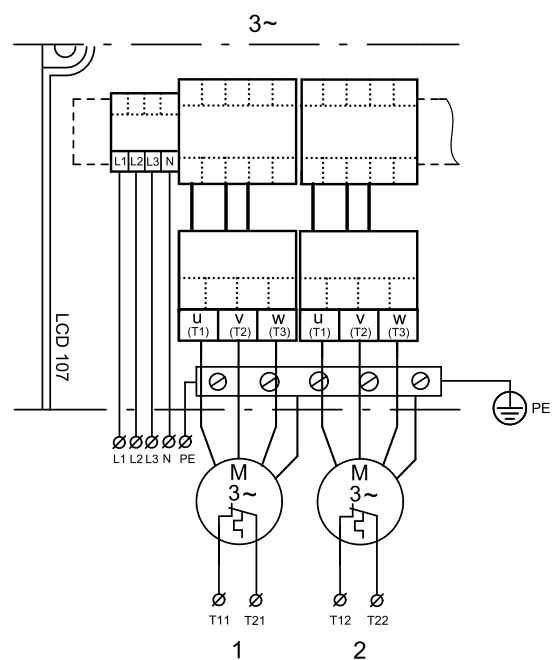 3~
L1 L2 L3 N
u v w u v w
(T1) (T2) (T3) (T1) (T2) (T3)
LCD 107
PE
L1 L2 L3 N PE
M M
3~ 3~
T11 T21 T12 T22
1 2